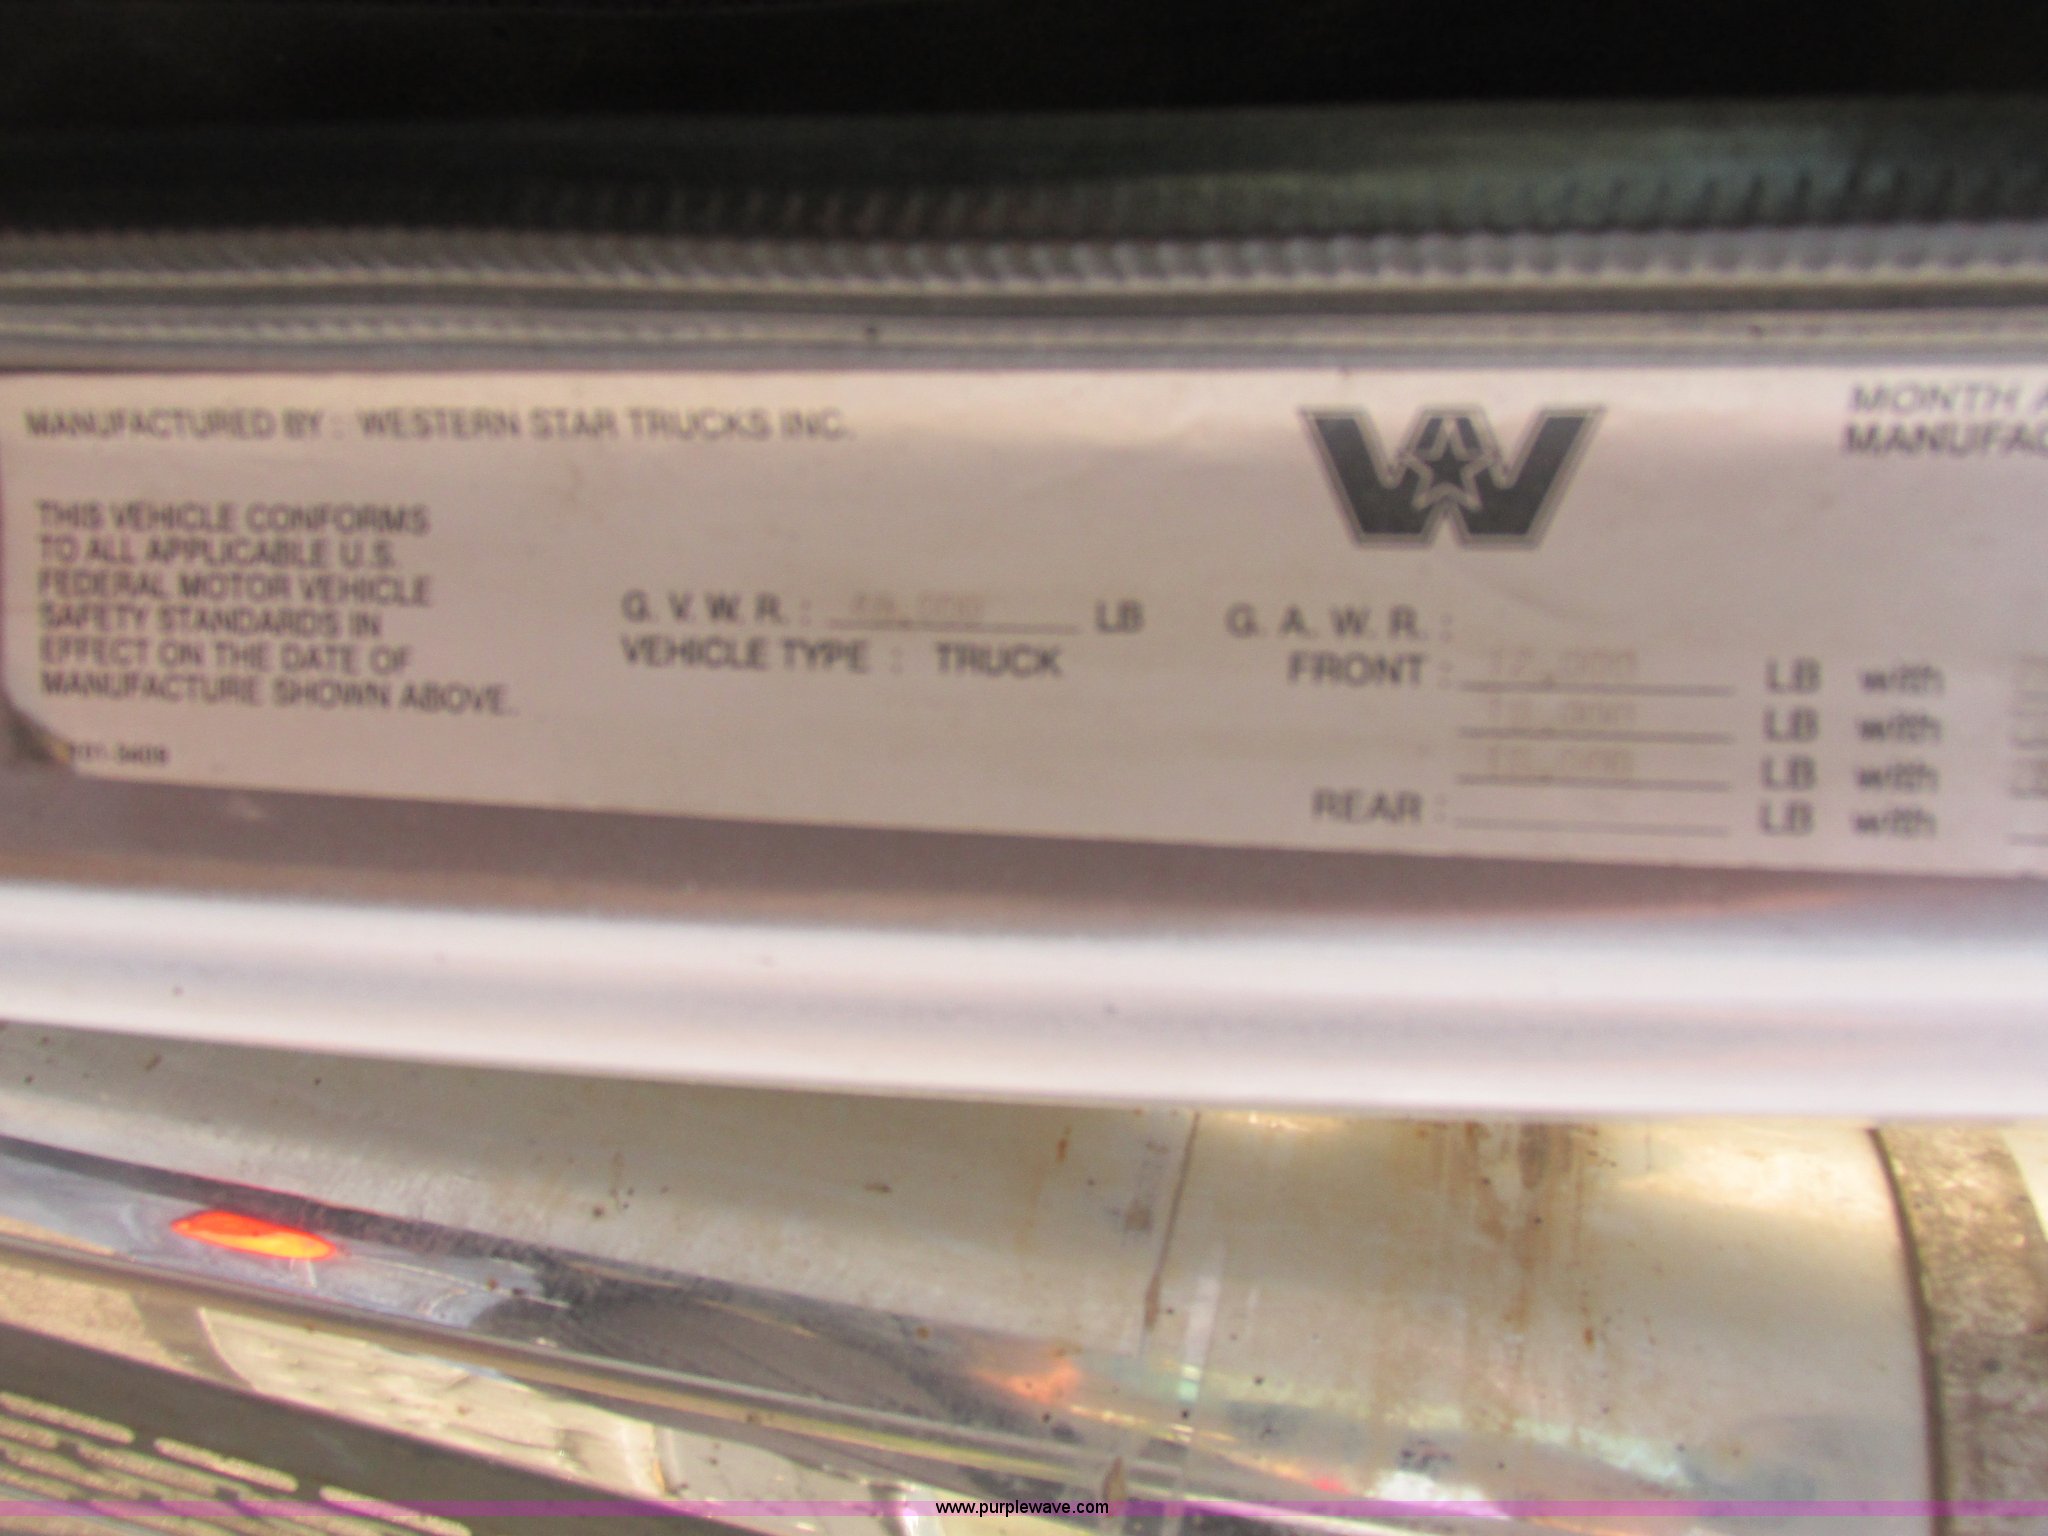 MANUFACTURED BY : WESTERN STAR TRUCKS INC.
MONTH
MANUFAC
THIS VEHICLE CONFORMS
TO ALL APPLICABLE U.S.
FEDERAL MOTOR VEHICLE
SAFETY STANDARDS IN
EFFECT ON THE DATE OF
MANUFACTURE SHOWN ABOVE.
G. V. W. R. : LB
VEHICLE TYPE : TRUCK
G. A. W. R. :
FRONT : LB with
LB with
LB with
REAR : LB with
www.purplewave.com